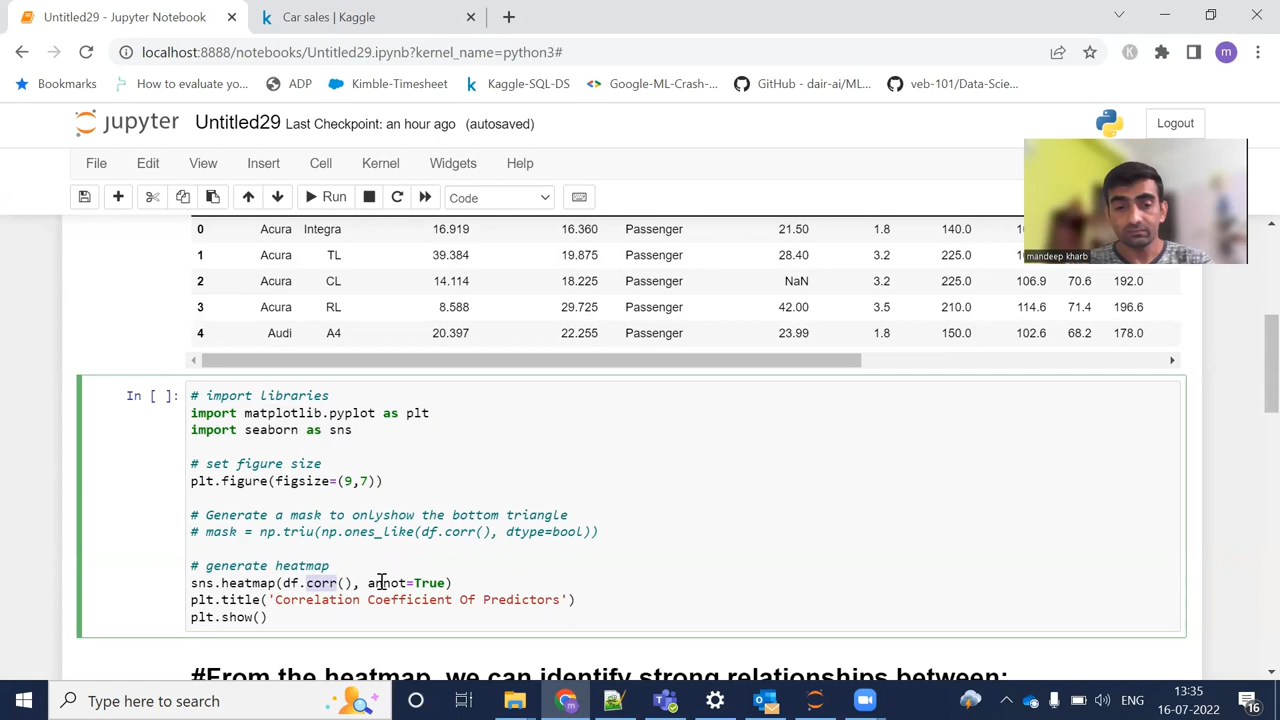 Untitled29 - Jupyter Notebook
Car sales | Kaggle
localhost:8888/notebooks/Untitled29.ipynb?kernel_name=python3#
Bookmarks How to evaluate yo... ADP Kimble-Timesheet Kaggle-SQL-DS Google-ML-Crash-... GitHub - dair-ai/ML... veb-101/Data-Scie...
jupyter Untitled29 Last Checkpoint: an hour ago (autosaved) Logout
File Edit View Insert Cell Kernel Widgets Help
Run Code
0 Acura Integra 16.919 16.360 Passenger 21.50 1.8 140.0
1 Acura TL 39.384 19.875 Passenger 28.40 3.2 225.0
mandeep kharb
2 Acura CL 14.114 18.225 Passenger NaN 3.2 225.0 106.9 70.6 192.0
3 Acura RL 8.588 29.725 Passenger 42.00 3.5 210.0 114.6 71.4 196.6
4 Audi A4 20.397 22.255 Passenger 23.99 1.8 150.0 102.6 68.2 178.0
In [ ]: # import libraries
import matplotlib.pyplot as plt
import seaborn as sns
# set figure size
plt.figure(figsize=(9,7))
# Generate a mask to onlyshow the bottom triangle
# mask = np.triu(np.ones_like(df.corr(), dtype=bool))
# generate heatmap
sns.heatmap(df.corr(), annot=True)
plt.title('Correlation Coefficient Of Predictors')
plt.show()
#From the heatmap, we can identify strong relationships between:
Type here to search
ENG
13:35
16-07-2022
16